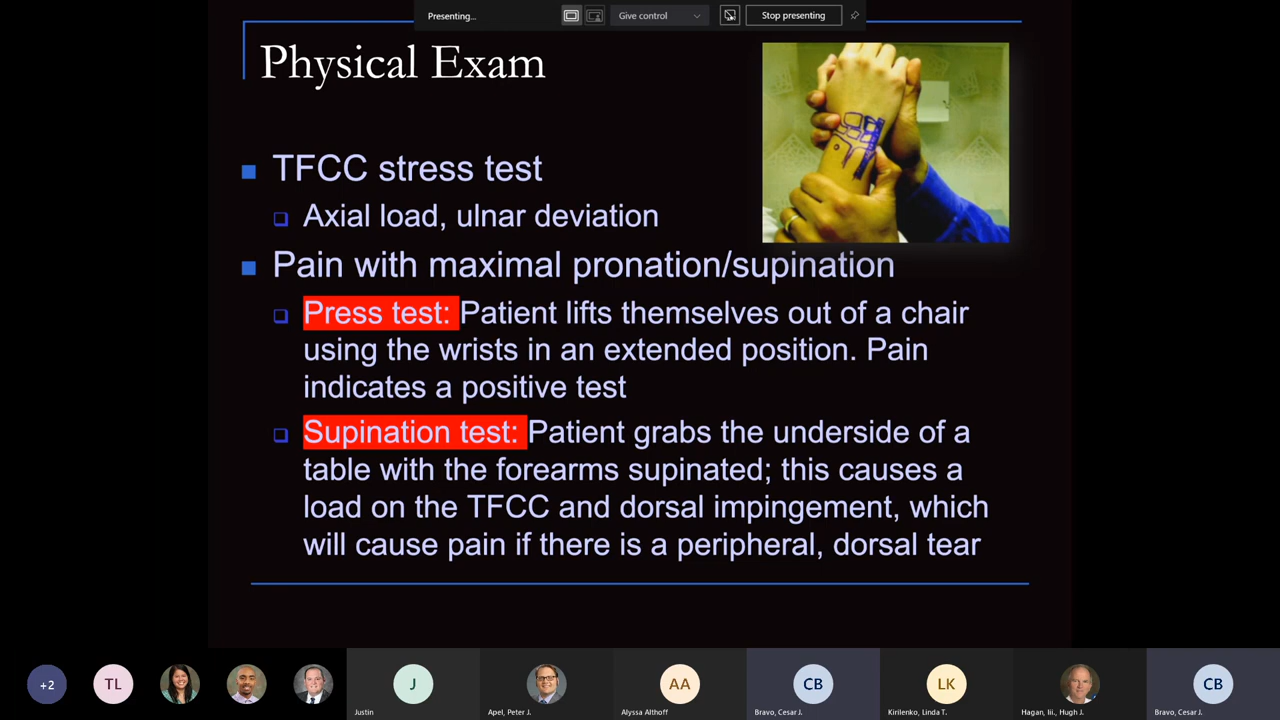 Presenting...
Give control
Stop presenting
Physical Exam
TFCC stress test
Axial load, ulnar deviation
Pain with maximal pronation/supination
Press test: Patient lifts themselves out of a chair
using the wrists in an extended position. Pain
indicates a positive test
Supination test: Patient grabs the underside of a
table with the forearms supinated; this causes a
load on the TFCC and dorsal impingement, which
will cause pain if there is a peripheral, dorsal tear
+2
TL
J
AA
CB
LK
CB
Justin
Apel, Peter J.
Alyssa Althoff
Bravo, Cesar J.
Kirilenko, Linda T.
Hagan, Iii., Hugh J.
Bravo, Cesar J.